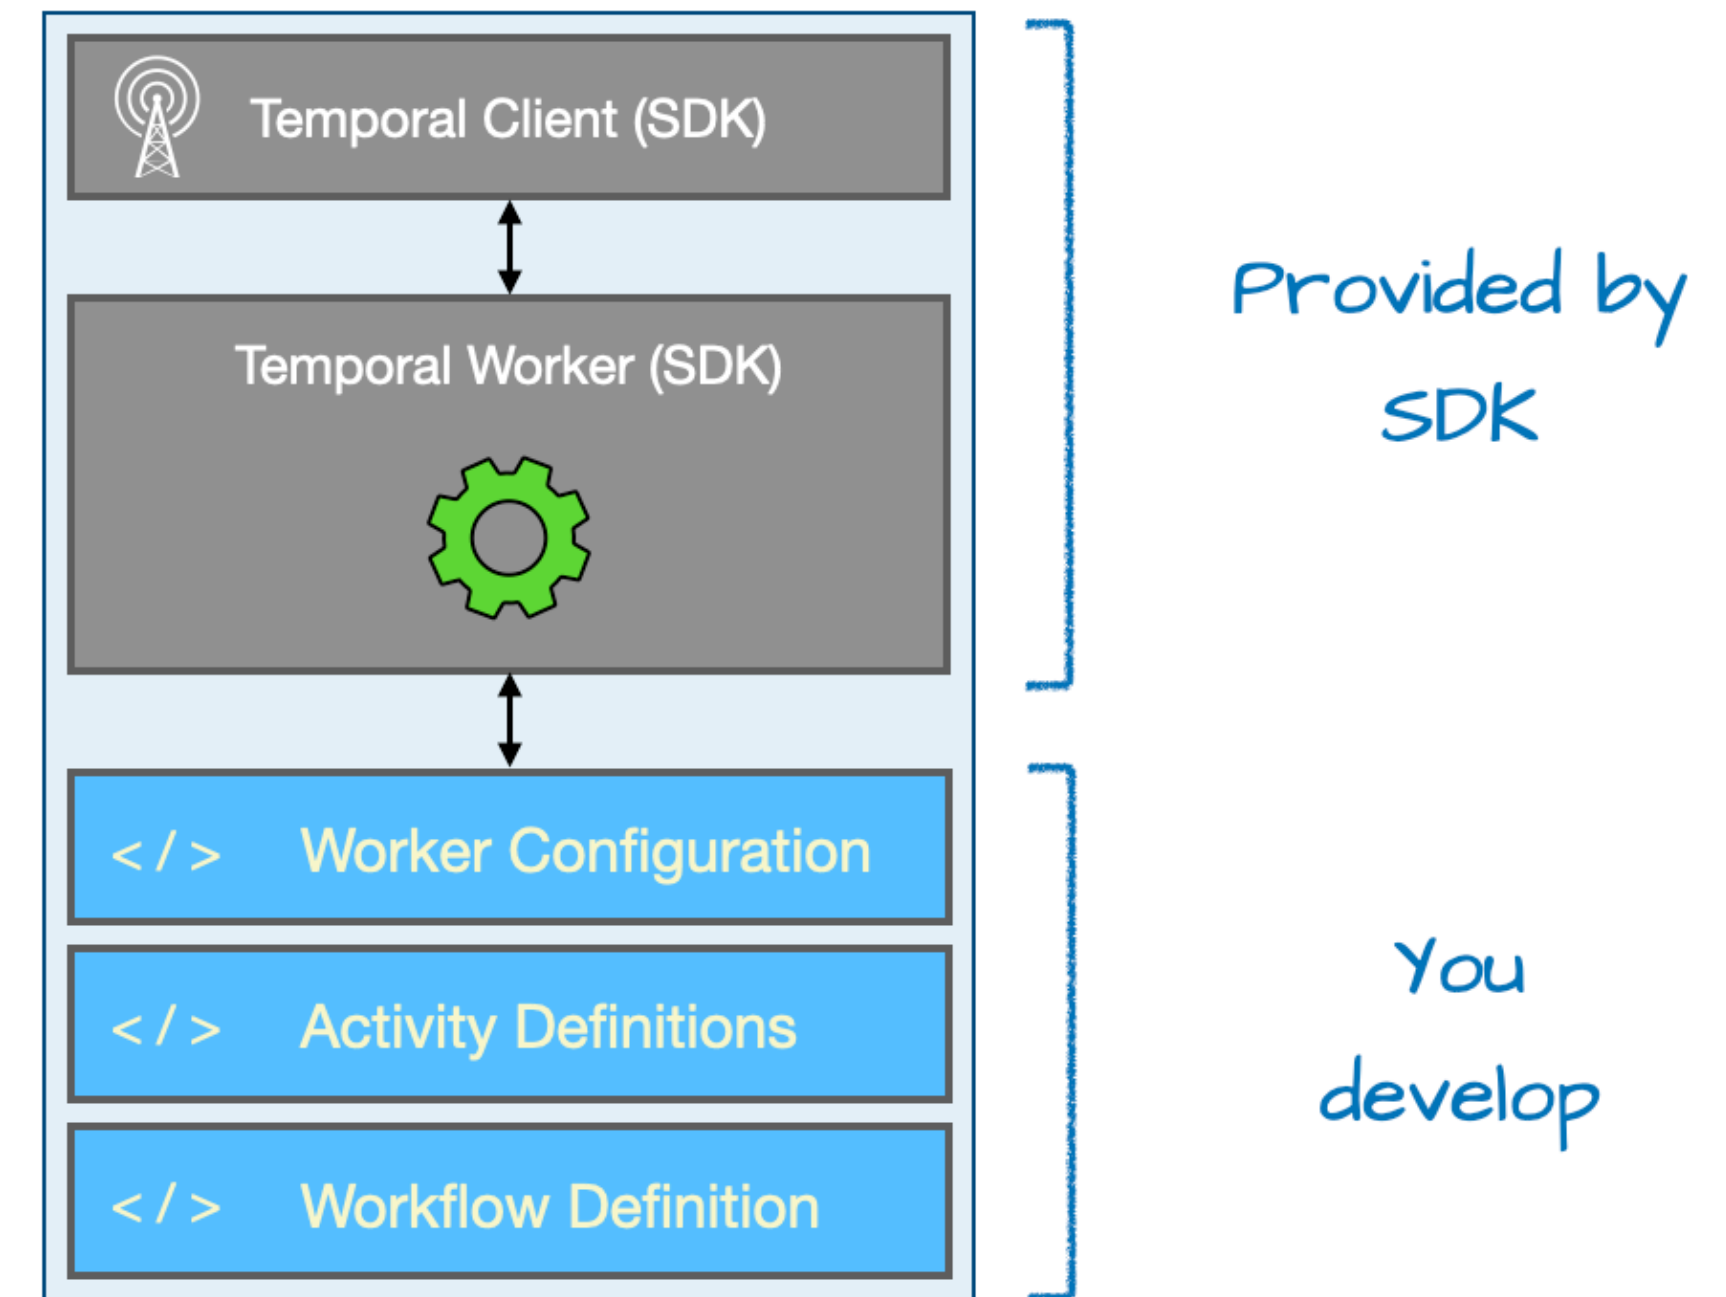 Temporal Client (SDK)
Temporal Worker (SDK)
Provided by
SDK
</> Worker Configuration
</> Activity Definitions
</> Workflow Definition
You
develop